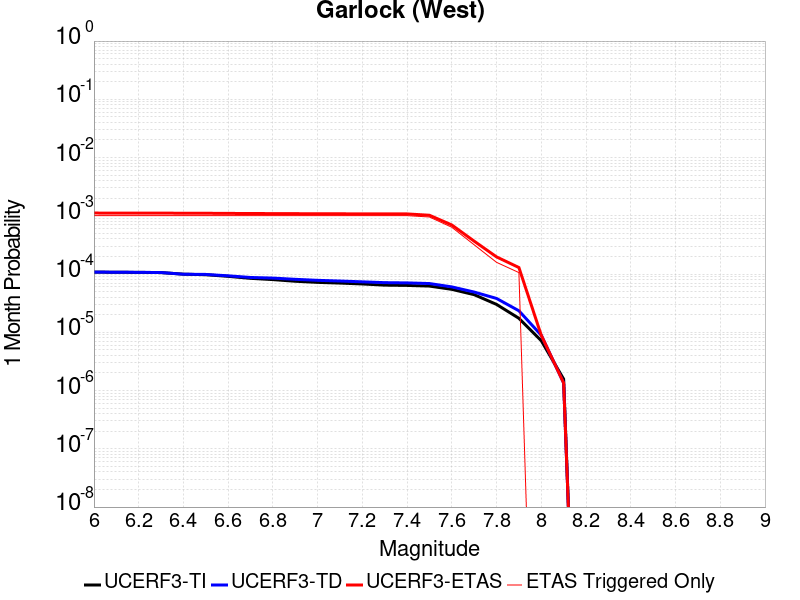 Garlock (West)
10^0
10^-1
10^-2
10^-3
10^-4
10^-5
10^-6
10^-7
10^-8
1 Month Probability
6 6.2 6.4 6.6 6.8 7 7.2 7.4 7.6 7.8 8 8.2 8.4 8.6 8.8 9
Magnitude
UCERF3-TI UCERF3-TD UCERF3-ETAS ETAS Triggered Only